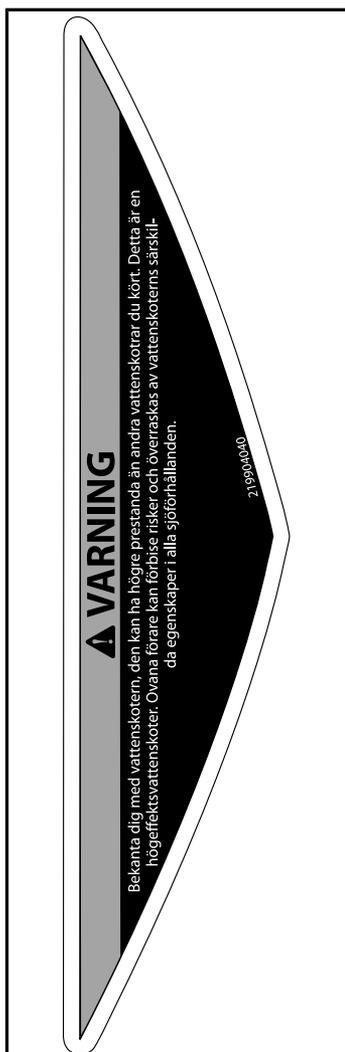 ⚠ VARNING
Bekanta dig med vattenskotern, den kan ha högre prestanda än andra vattenskotrar du kört. Detta är en
högeffektsvattenskoter. Ovana förare kan förbise risker och överraskas av vattenskoterns särskil-
da egenskaper i alla sjöförhållanden.
219904040